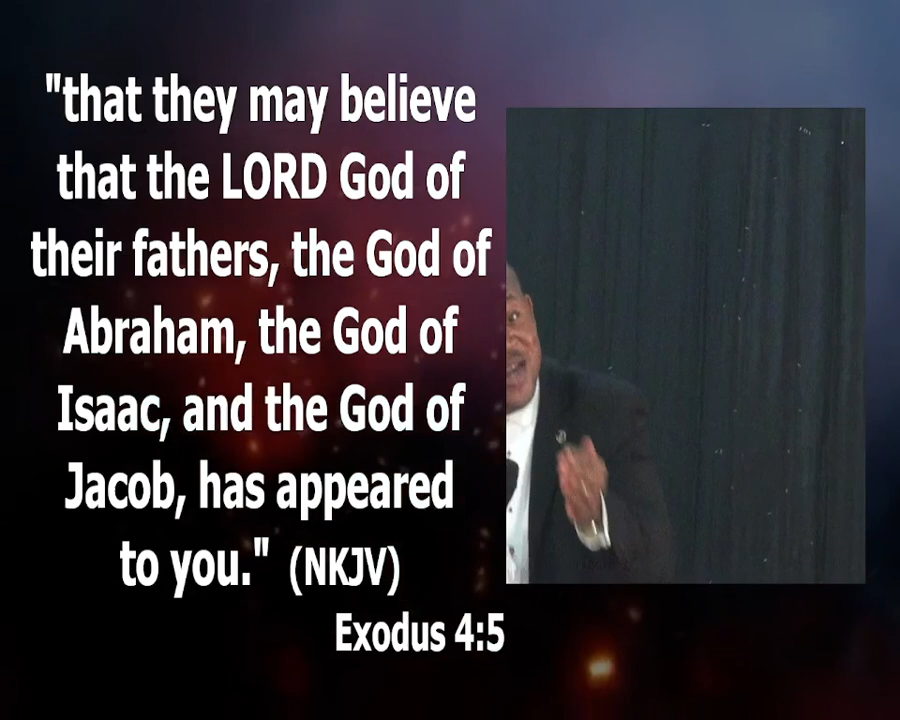 "that they may believe
that the LORD God of
their fathers, the God of
Abraham, the God of
Isaac, and the God of
Jacob, has appeared
to you." (NKJV)
Exodus 4:5